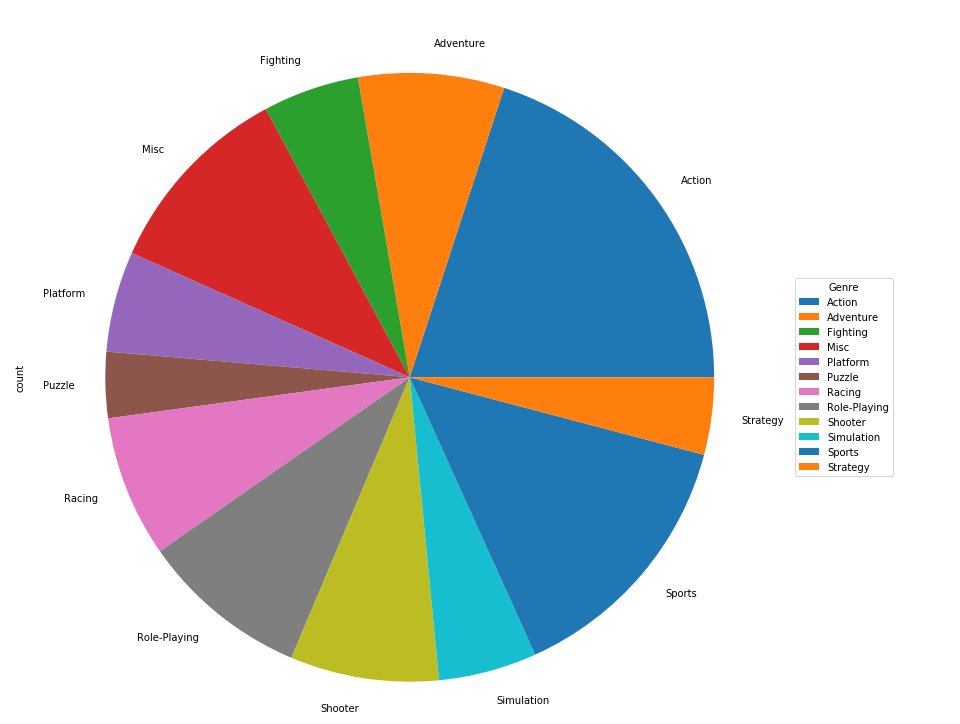 Adventure
Fighting
Misc
Action
Platform
Puzzle
count
Racing
Role-Playing
Shooter
Simulation
Sports
Strategy
Genre
Action
Adventure
Fighting
Misc
Platform
Puzzle
Racing
Role-Playing
Shooter
Simulation
Sports
Strategy